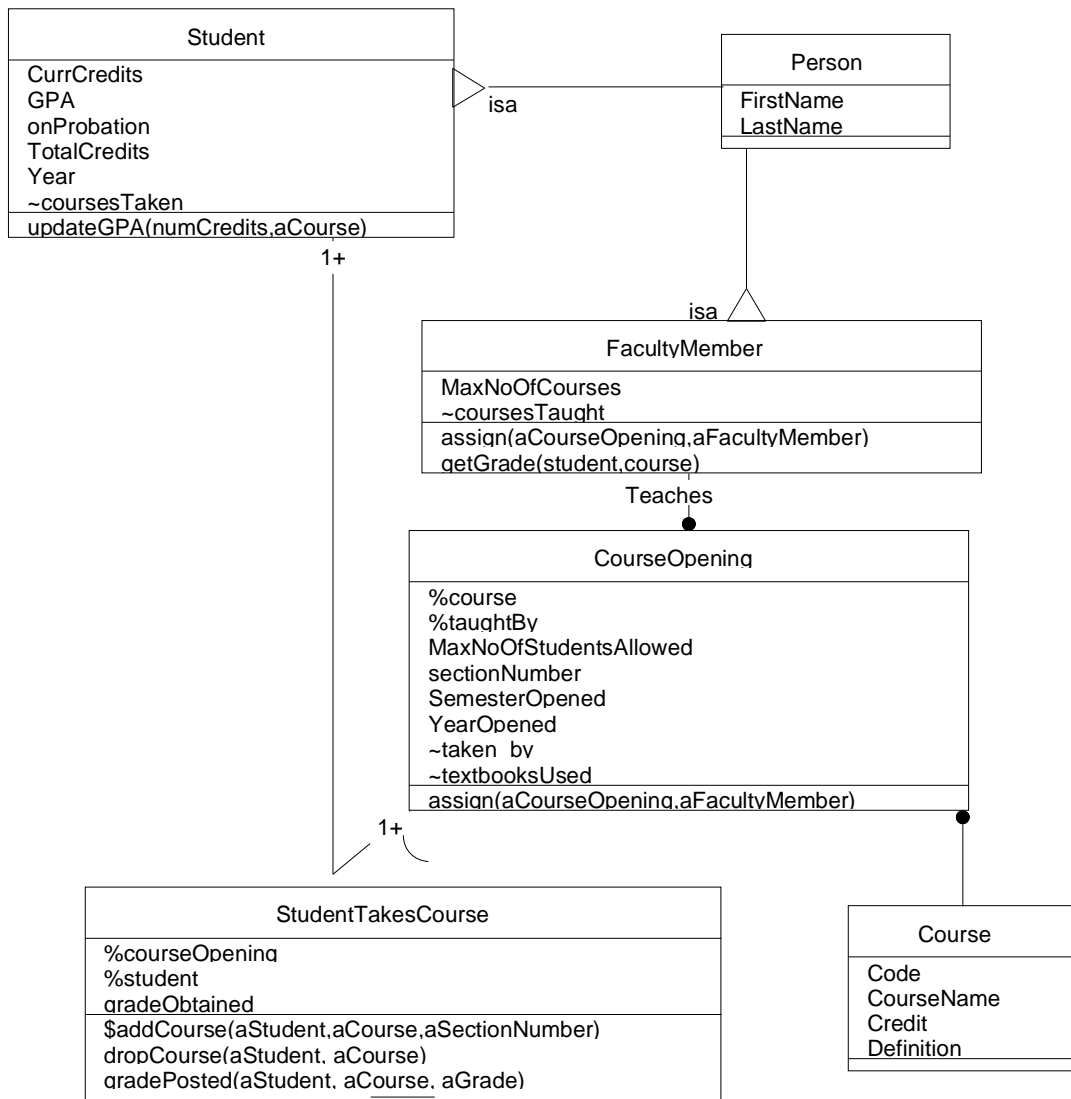 Student
CurrCredits
GPA
onProbation
TotalCredits
Year
~coursesTaken
updateGPA(numCredits,aCourse)
1+
isa
Person
FirstName
LastName
isa
FacultyMember
MaxNoOfCourses
~coursesTaught
assign(aCourseOpening,aFacultyMember)
getGrade(student,course)
Teaches
CourseOpening
%course
%taughtBy
MaxNoOfStudentsAllowed
sectionNumber
SemesterOpened
YearOpened
~taken_by
~textbooksUsed
assign(aCourseOpening,aFacultyMember)
1+
StudentTakesCourse
%courseOpening
%student
gradeObtained
$addCourse(aStudent,aCourse,aSectionNumber)
dropCourse(aStudent, aCourse)
gradePosted(aStudent, aCourse, aGrade)
Course
Code
CourseName
Credit
Definition